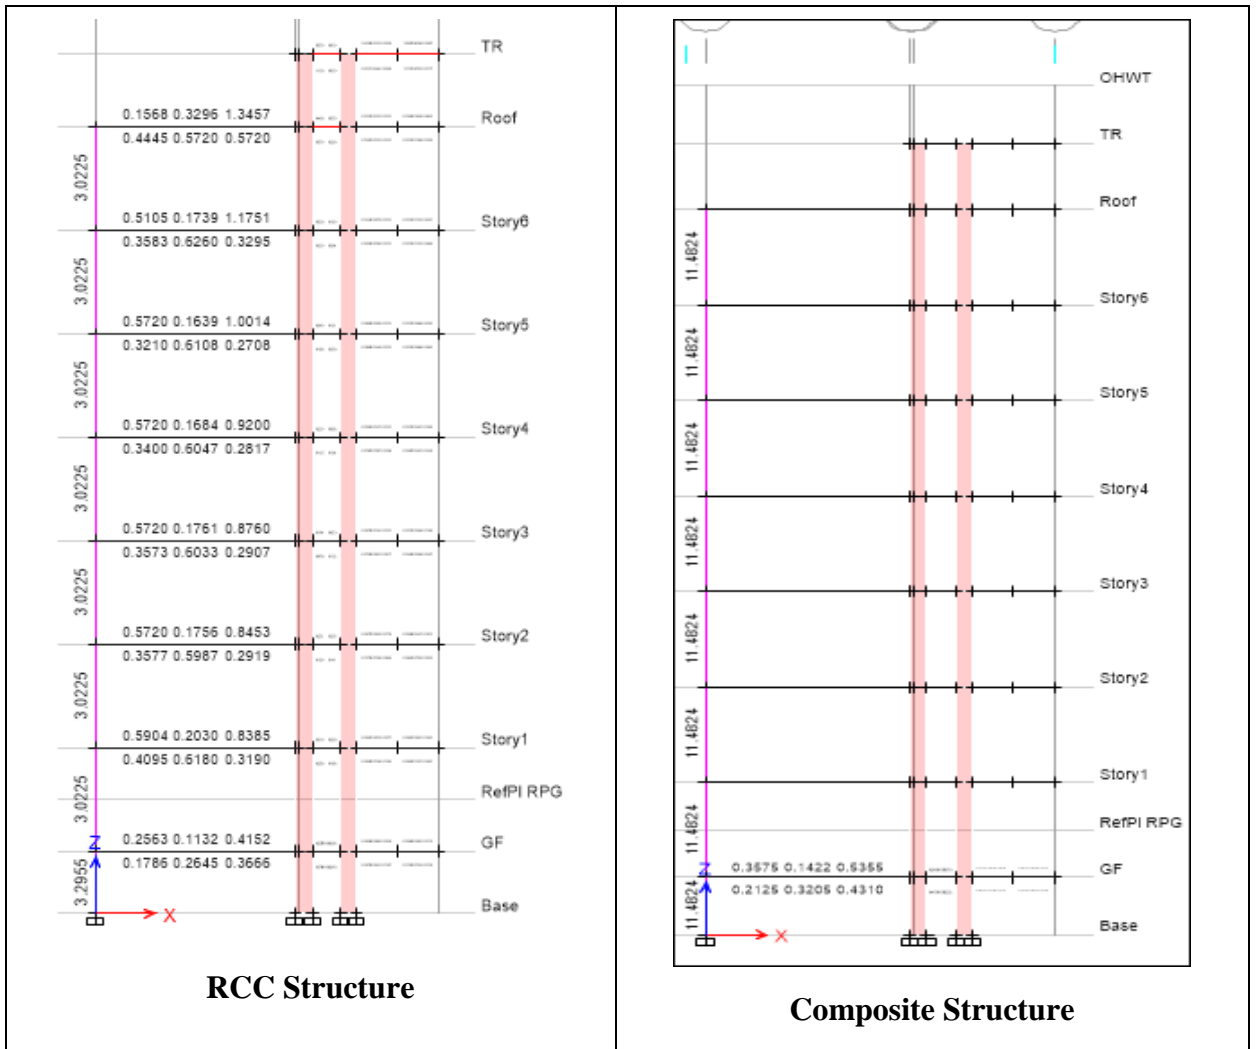 TR
0.1568 0.3296 1.3457
Roof
0.4445 0.5720 0.5720
3.0225
0.5105 0.1739 1.1751
Story6
0.3583 0.6260 0.3295
3.0225
0.5720 0.1639 1.0014
Story5
0.3210 0.6108 0.2708
3.0225
0.5720 0.1684 0.9200
Story4
0.3400 0.6047 0.2817
3.0225
0.5720 0.1761 0.8760
Story3
0.3573 0.6033 0.2907
3.0225
0.5720 0.1756 0.8453
Story2
0.3577 0.5987 0.2919
3.0225
0.5904 0.2030 0.8385
Story1
0.4095 0.6180 0.3190
RefPl RPG
3.0225
0.2563 0.1132 0.4152
GF
Z
0.1786 0.2645 0.3666
3.2955
Base
X
RCC Structure
OHWT
TR
Roof
11.4824
Story6
11.4824
Story5
11.4824
Story4
11.4824
Story3
11.4824
Story2
11.4824
Story1
11.4824
RefPl RPG
0.3575 0.1422 0.5355
GF
Z
0.2125 0.3205 0.4310
11.4824
Base
X
Composite Structure